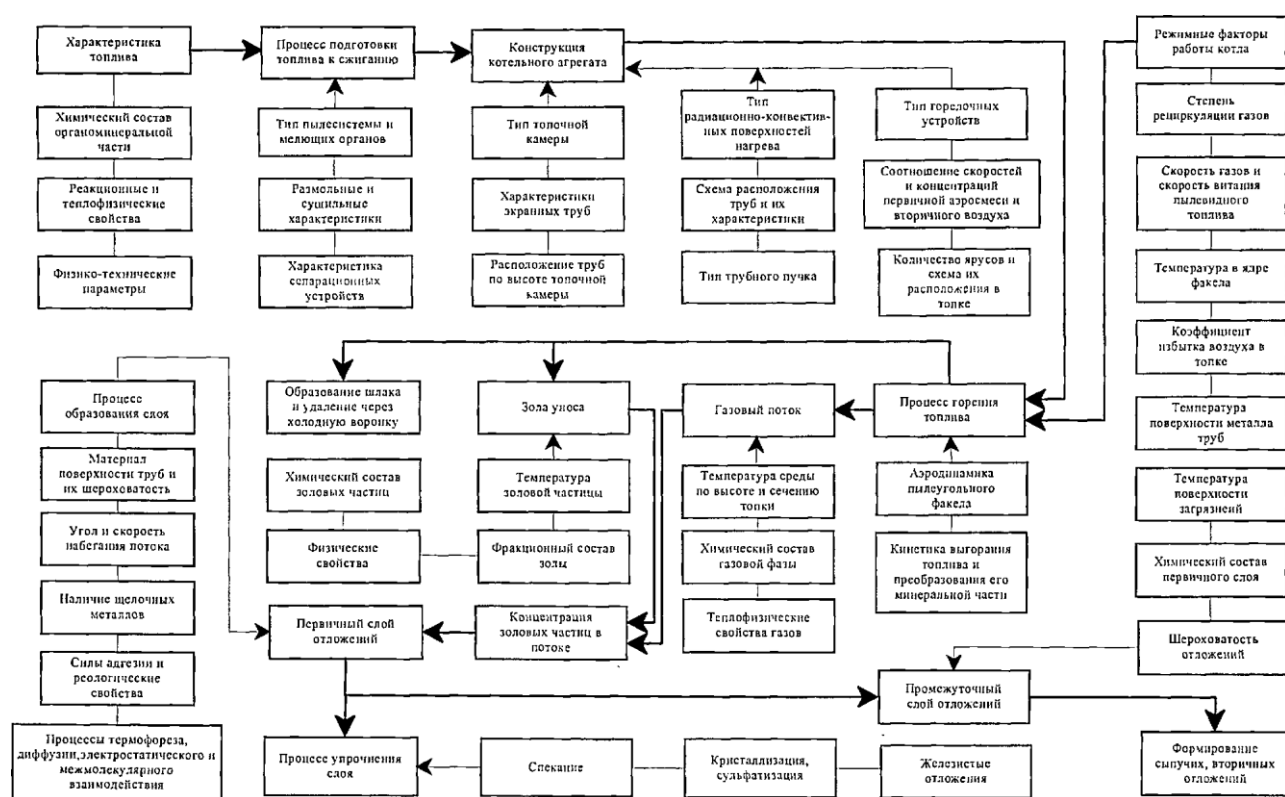 Характеристика
топлива
Процесс подготовки
топлива к сжиганию
Конструкция
котельного агрегата
Режимные факторы
работы котла
Химический состав
органоминеральной
части
Тип пылесистемы и
мелющих органов
Тип топочной
камеры
Тип
радиационно-конвектив-
ных поверхностей
нагрева
Тип горелочных
устройств
Степень
рециркуляции газов
Реакционные и
теплофизические
свойства
Размольные и
сушильные
характеристики
Характеристики
экранных труб
Схема расположения
труб и их
характеристики
Соотношение скоростей
и концентраций
первичной аэросмеси и
вторичного воздуха
Скорость газов и
скорость витания
пылевидного
топлива
Физико-технические
параметры
Характеристика
сепарационных
устройств
Расположение труб
по высоте топочной
камеры
Тип трубного пучка
Количество ярусов и
схема их
расположения в
топке
Температура в ядре
факела
Коэффициент
избытка воздуха в
топке
Процесс
образования слоя
Образование шлака
и удаление через
холодную воронку
Зола уноса
Газовый поток
Процесс горения
топлива
Температура
поверхности металла
труб
Материал
поверхности труб и
их шероховатость
Химический состав
золовых частиц
Температура
золовой частицы
Температура среды
по высоте и сечению
топки
Аэродинамика
пылеугольного
факела
Температура
поверхности
загрязнений
Угол и скорость
набегания потока
Физические
свойства
Фракционный состав
золы
Химический состав
газовой фазы
Кинетика выгорания
топлива и
преобразования его
минеральной части
Химический состав
первичного слоя
Наличие щелочных
металлов
Первичный слой
отложений
Концентрация
золовых частиц в
потоке
Теплофизические
свойства газов
Шероховатость
отложений
Силы адгезии и
реологические
свойства
Промежуточный
слой отложений
Процессы термофореза,
диффузии,электростатического и
межмолекулярного
взаимодействия
Процесс упрочнения
слоя
Спекание
Кристаллизация,
сульфатизация
Железистые
отложения
Формирование
сыпучих, вторичных
отложений